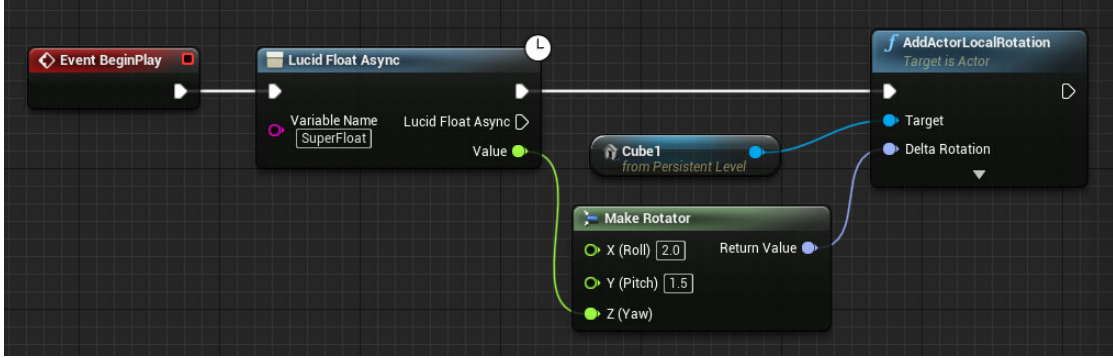 Event BeginPlay
Lucid Float Async
Variable Name
SuperFloat
Lucid Float Async
Value
Cube1
from Persistent Level
Make Rotator
X (Roll) 2.0
Return Value
Y (Pitch) 1.5
Z (Yaw)
f AddActorLocalRotation
Target is Actor
Target
Delta Rotation